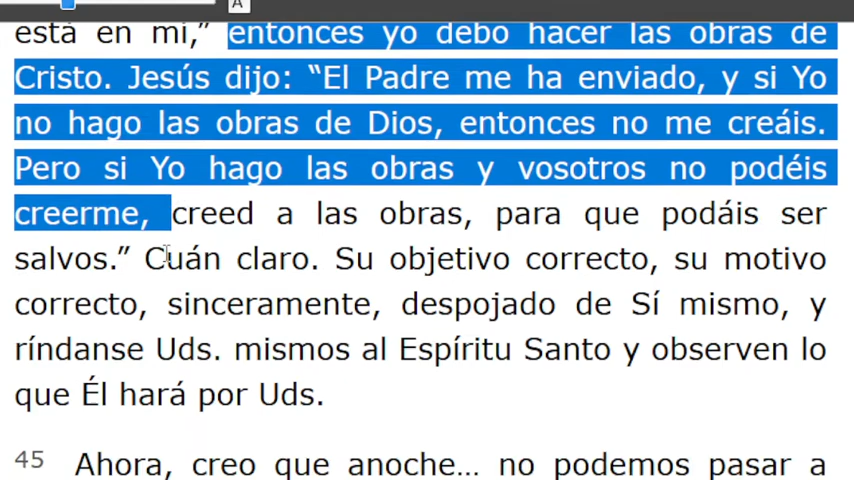 A
está en mí,” entonces yo debo hacer las obras de
Cristo. Jesús dijo: “El Padre me ha enviado, y si Yo
no hago las obras de Dios, entonces no me creáis.
Pero si Yo hago las obras y vosotros no podéis
creerme, creed a las obras, para que podáis ser
salvos.” Cuán claro. Su objetivo correcto, su motivo
correcto, sinceramente, despojado de Sí mismo, y
ríndanse Uds. mismos al Espíritu Santo y observen lo
que Él hará por Uds.
45 Ahora, creo que anoche… no podemos pasar a